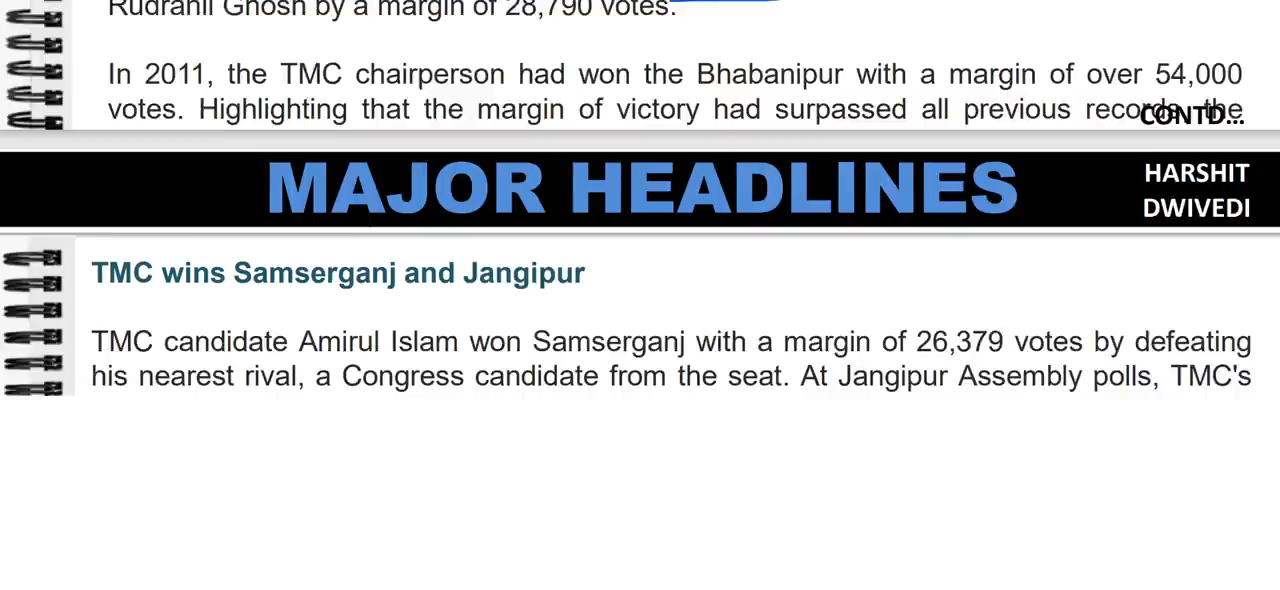 Rudranil Ghosh by a margin of 28,790 votes.
In 2011, the TMC chairperson had won the Bhabanipur with a margin of over 54,000
votes. Highlighting that the margin of victory had surpassed all previous records, the
CONTD...
MAJOR HEADLINES
HARSHIT
DWIVEDI
TMC wins Samserganj and Jangipur
TMC candidate Amirul Islam won Samserganj with a margin of 26,379 votes by defeating
his nearest rival, a Congress candidate from the seat. At Jangipur Assembly polls, TMC's